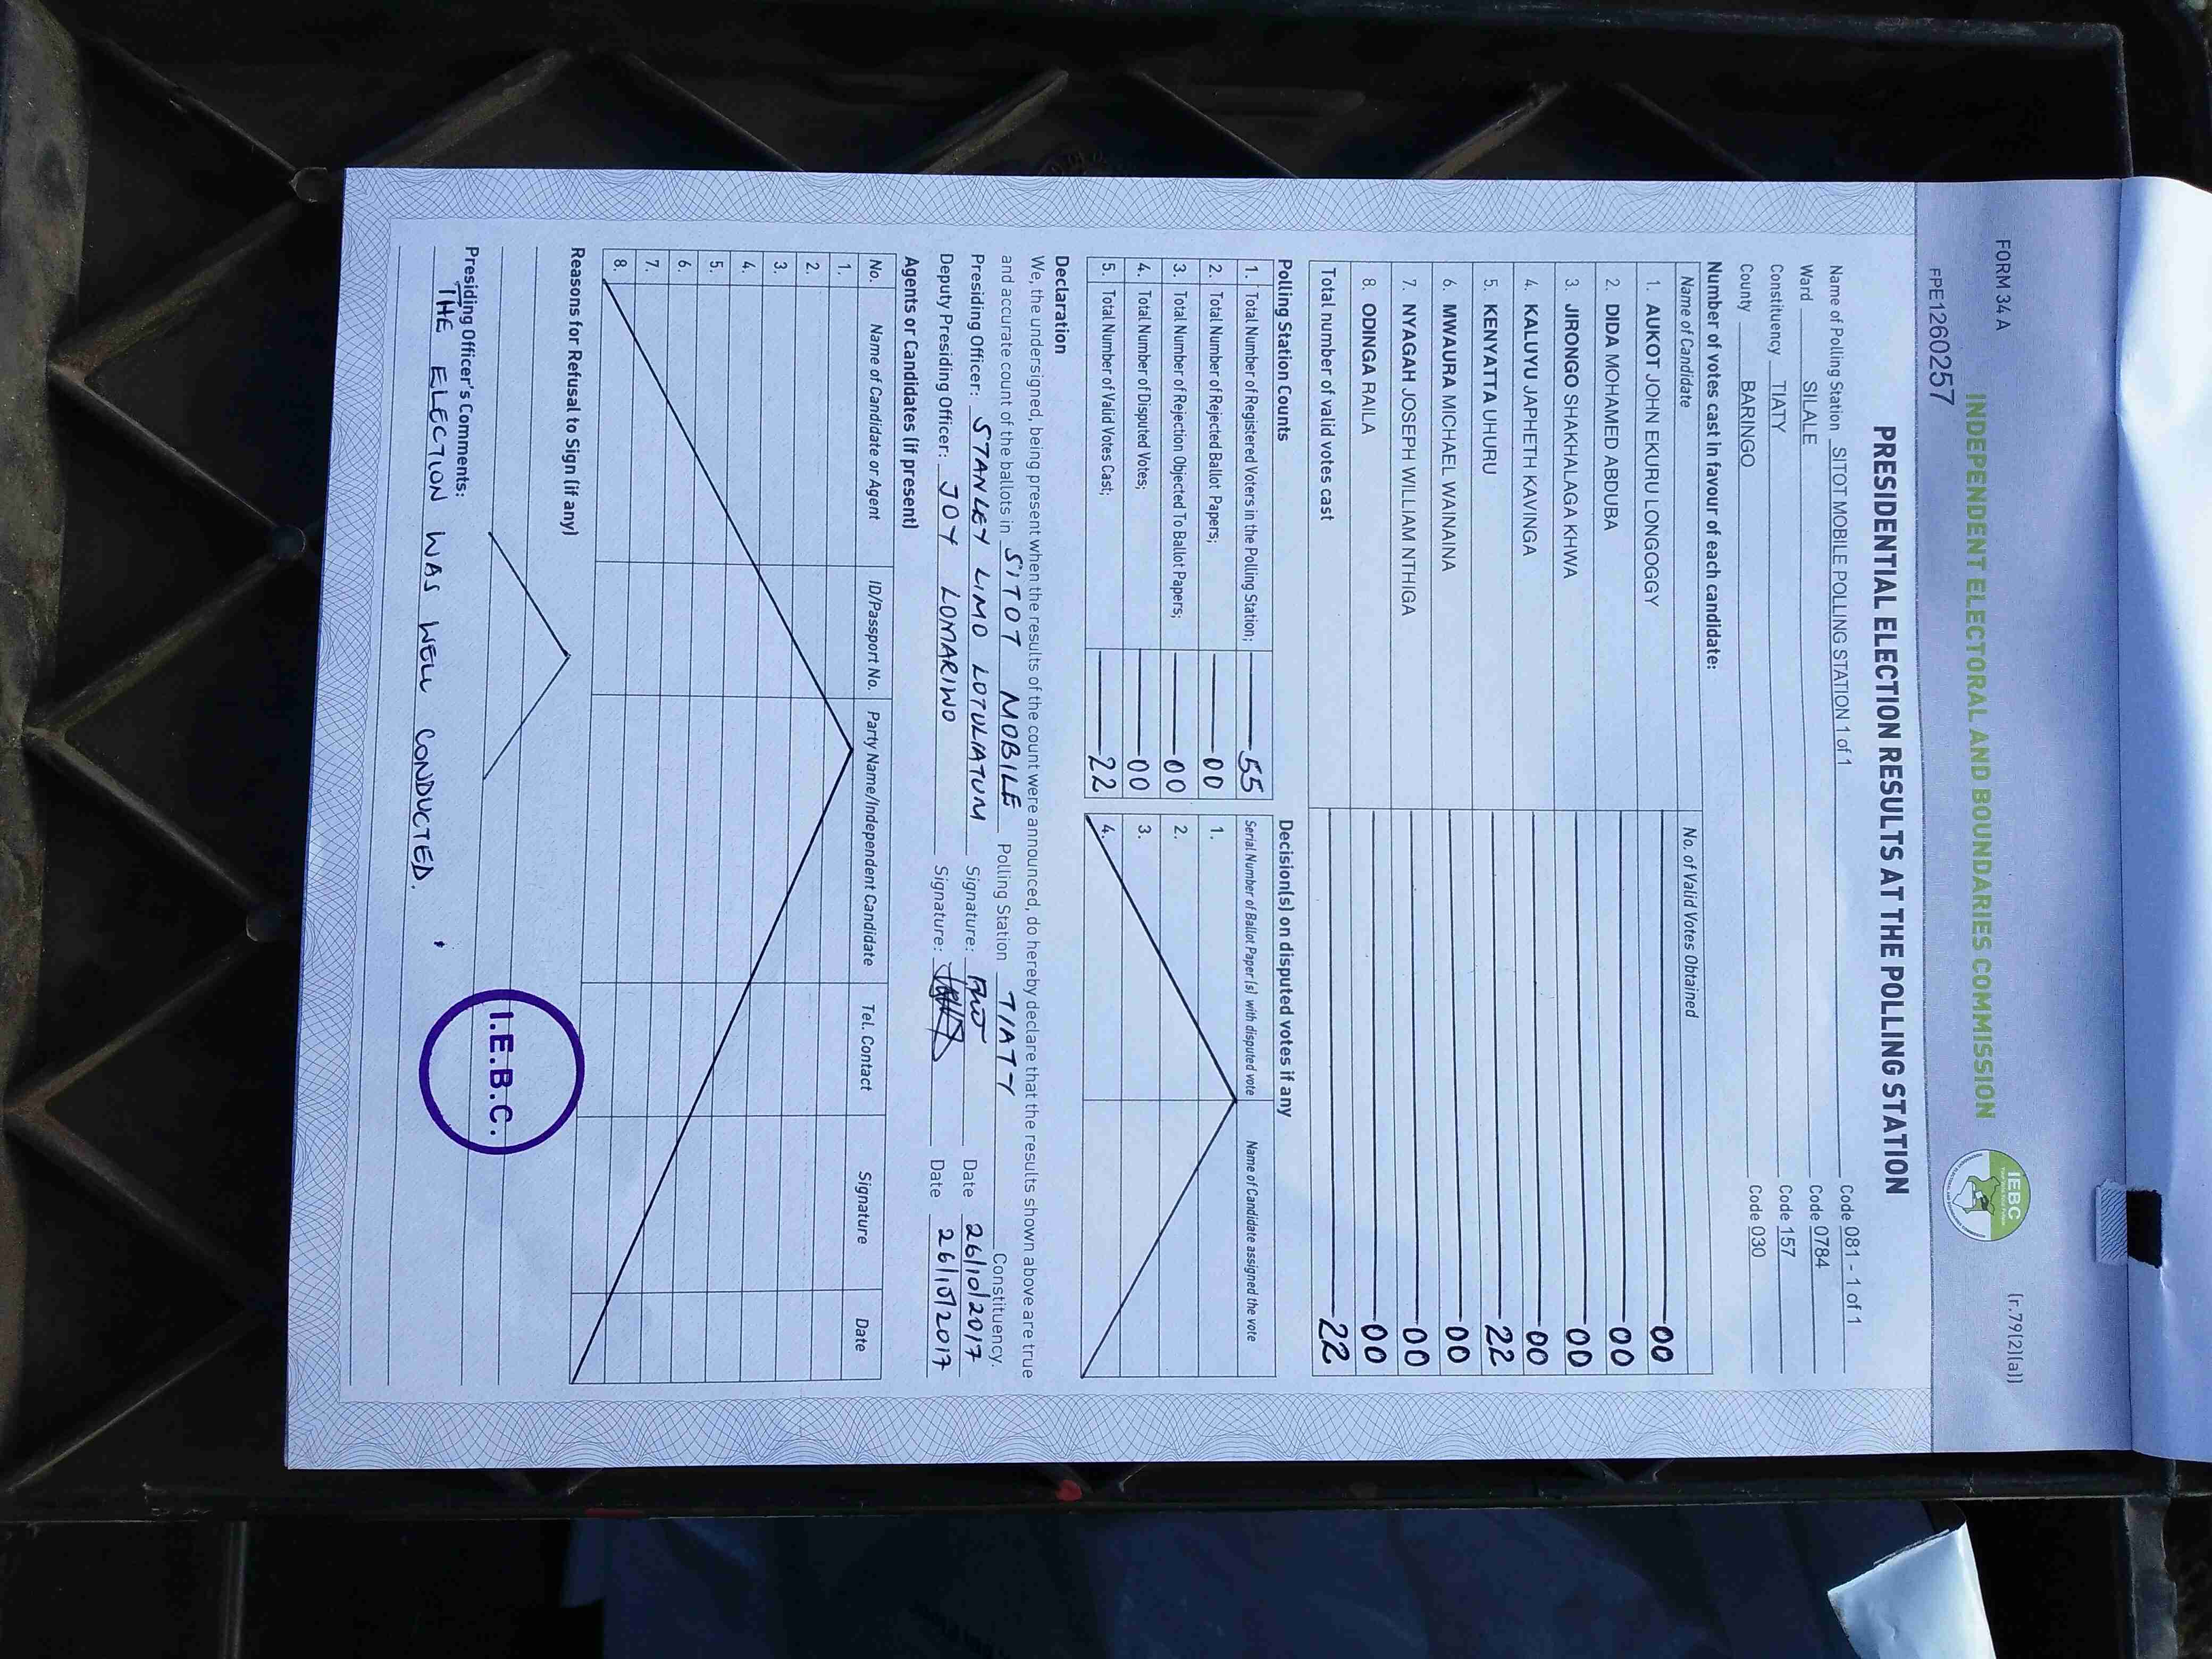 FORM 34 A
(r.79(2)(a))
INDEPENDENT ELECTORAL AND BOUNDARIES COMMISSION
IEBC
FPE1260257
PRESIDENTIAL ELECTION RESULTS AT THE POLLING STATION
Name of Polling Station SITOT MOBILE POLLING STATION 1 of 1 Code 081 - 1 of 1
Ward SILALE Code 0784
Constituency TIATY Code 157
County BARINGO Code 030
Number of votes cast in favour of each candidate:
Name of Candidate No. of Valid Votes Obtained
1. AUKOT JOHN EKURU LONGOGGY 00
2. DIDA MOHAMED ABDUBA 00
3. JIRONGO SHAKHALAGA KHWA 00
4. KALUYU JAPHETH KAVINGA 00
5. KENYATTA UHURU 22
6. MWAURA MICHAEL WAINAINA 00
7. NYAGAH JOSEPH WILLIAM NTHIGA 00
8. ODINGA RAILA 00
Total number of valid votes cast 22
Polling Station Counts
1. Total Number of Registered Voters in the Polling Station; 55
2. Total Number of Rejected Ballot Papers; 00
3. Total Number of Rejection Objected To Ballot Papers; 00
4. Total Number of Disputed Votes; 00
5. Total Number of Valid Votes Cast; 22
Decision(s) on disputed votes if any
Serial Number of Ballot Paper(s) with disputed vote Name of Candidate assigned the vote
1.
2.
3.
4.
Declaration
We, the undersigned, being present when the results of the count were announced, do hereby declare that the results shown above are true
and accurate count of the ballots in SITOT MOBILE Polling Station TIATY Constituency.
Presiding Officer: STANLEY LIMO LOTULIATUM Signature: Date 26/10/2017
Deputy Presiding Officer: JOY LOMARINO Signature: Date 26/10/2017
Agents or Candidates (if present)
No. Name of Candidate or Agent ID/Passport No. Party Name/Independent Candidate Tel. Contact Signature Date
1.
2.
3.
4.
5.
6.
7.
8.
Reasons for Refusal to Sign (if any)
Presiding Officer's Comments:
THE ELECTION WAS WELL CONDUCTED.
I.E.B.C.